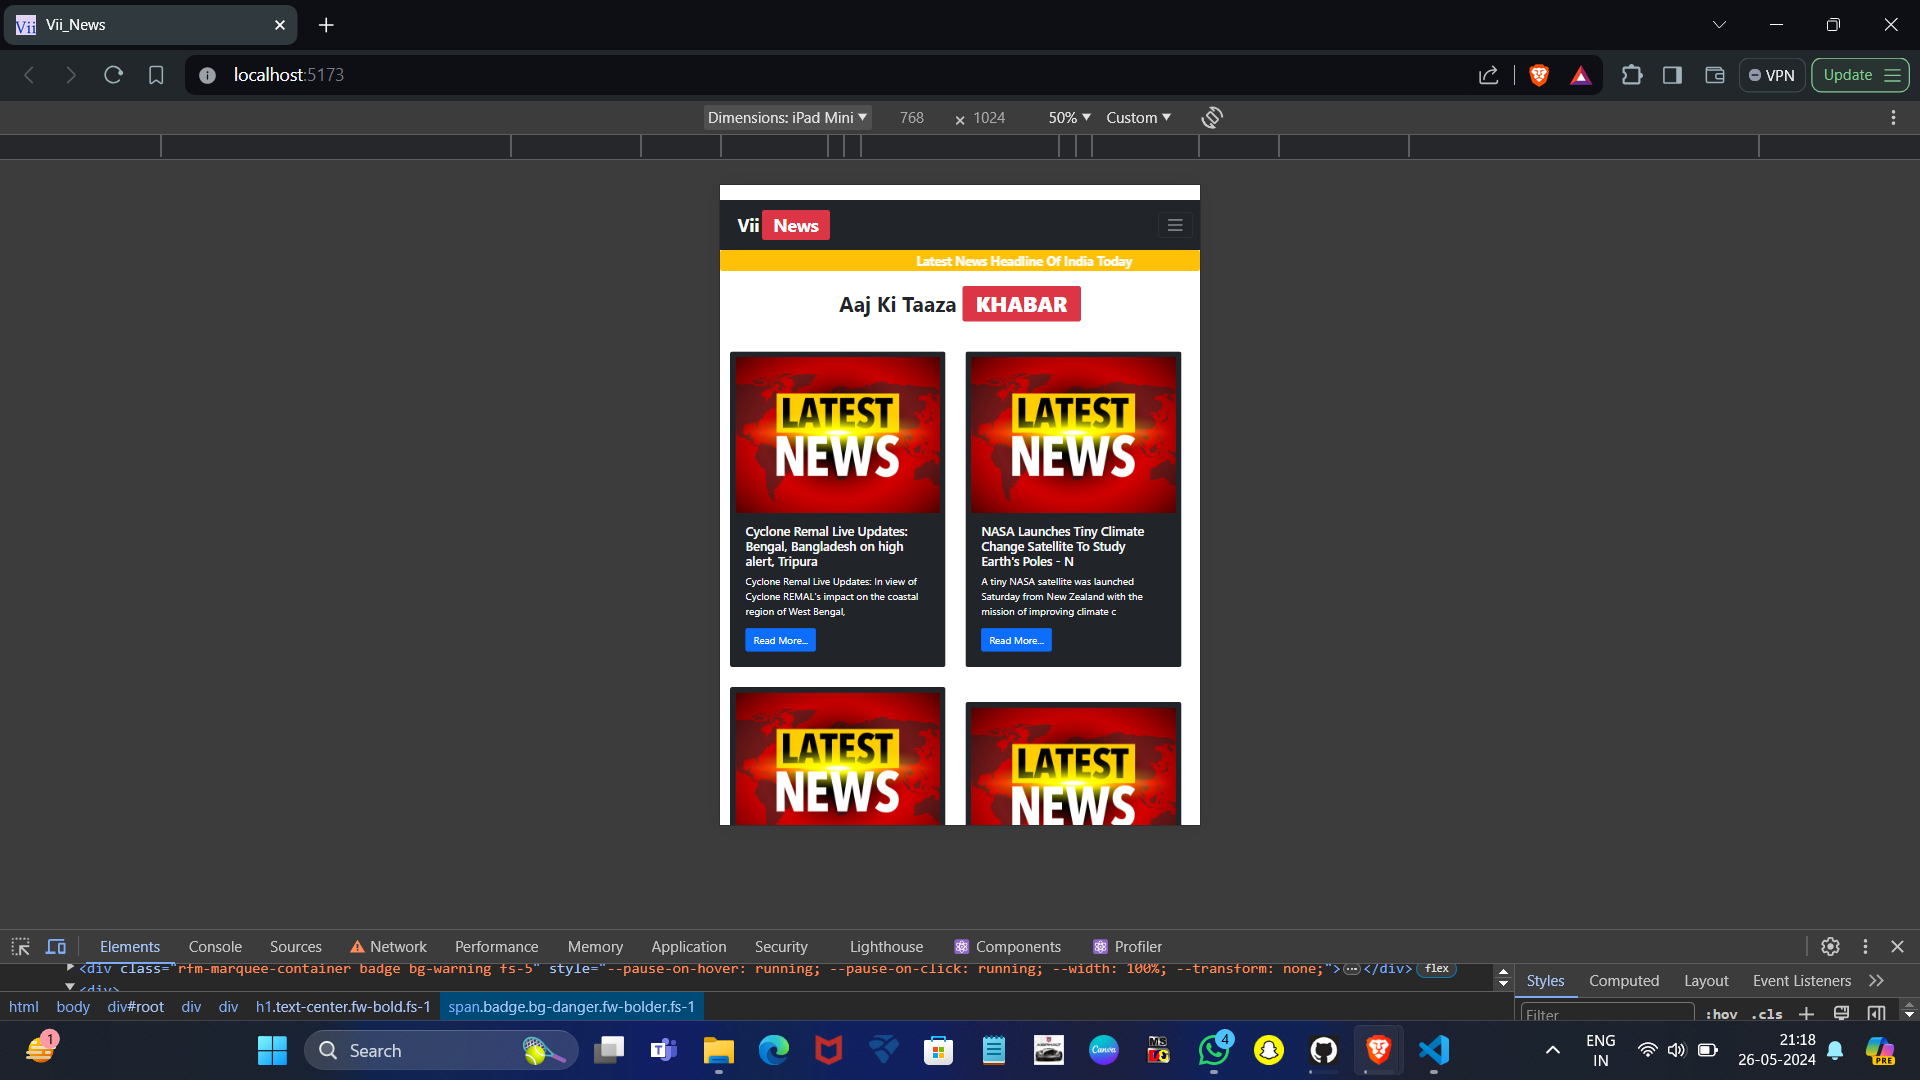 Vii_News
localhost:5173
VPN
Update
Dimensions: iPad Mini 768 × 1024 50% Custom
Vii News
Latest News Headline Of India Today
Aaj Ki Taaza KHABAR
LATEST
NEWS
Cyclone Remal Live Updates:
Bengal, Bangladesh on high
alert, Tripura
Cyclone Remal Live Updates: In view of
Cyclone REMAL's impact on the coastal
region of West Bengal,
Read More...
LATEST
NEWS
NASA Launches Tiny Climate
Change Satellite To Study
Earth's Poles - N
A tiny NASA satellite was launched
Saturday from New Zealand with the
mission of improving climate c
Read More...
LATEST
NEWS
LATEST
NEWS
Elements Console Sources Network Performance Memory Application Security Lighthouse Components Profiler
<div class="rfm-marquee-container badge bg-warning fs-5" style="--pause-on-hover: running; --pause-on-click: running; --width: 100%; --transform: none;">…</div> flex
<div>
html body div#root div div h1.text-center.fw-bold.fs-1 span.badge.bg-danger.fw-bolder.fs-1
Styles Computed Layout Event Listeners
Filter :hov .cls
1
Search
Canva
4
ENG
IN
21:18
26-05-2024
PRE